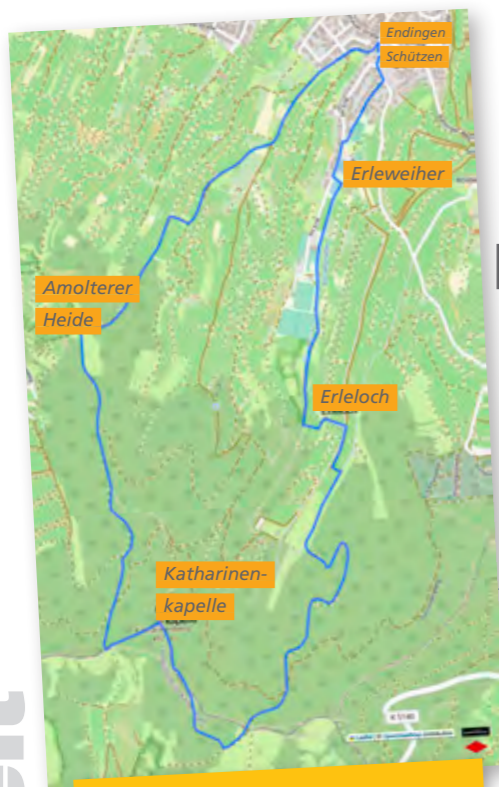 Endingen
Schützen
Erleweiher
Amolterer
Heide
Erleloch
Katharinen-
kapelle